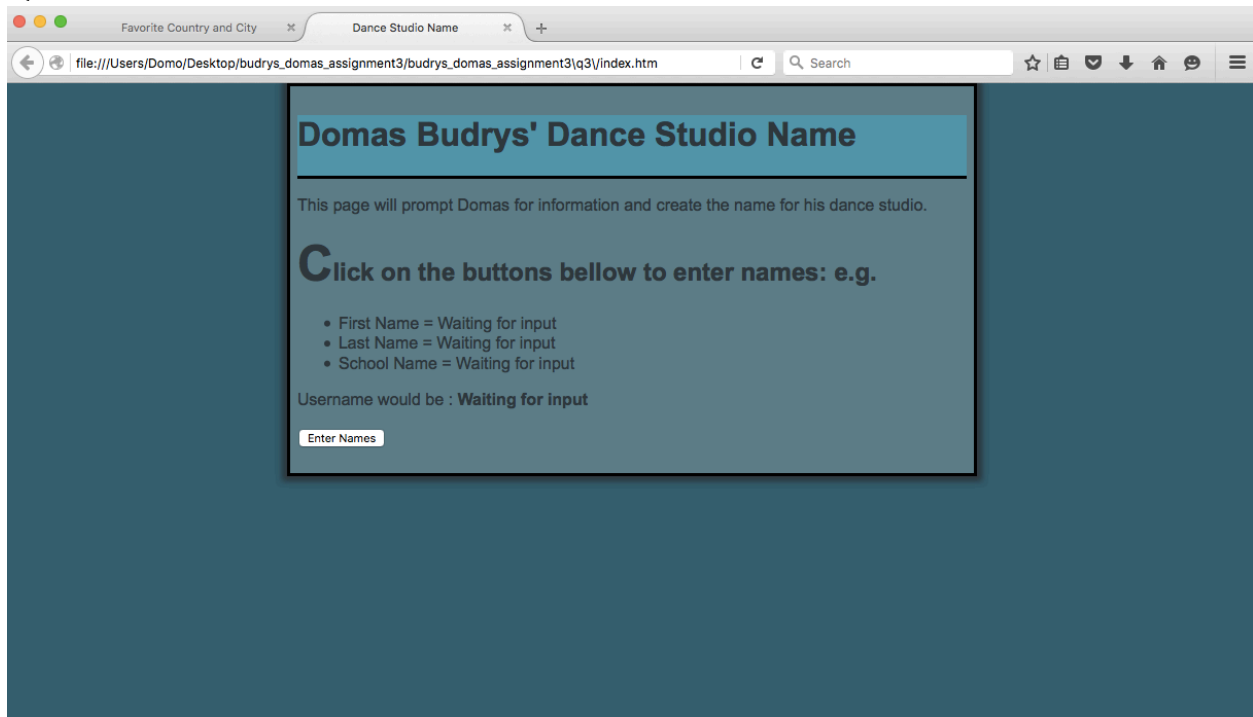 Favorite Country and City
Dance Studio Name
file:///Users/Domo/Desktop/budrys_domas_assignment3/budrys_domas_assignment3\q3\/index.htm
Search
Domas Budrys' Dance Studio Name
This page will prompt Domas for information and create the name for his dance studio.
Click on the buttons bellow to enter names: e.g.
• First Name = Waiting for input
• Last Name = Waiting for input
• School Name = Waiting for input
Username would be : Waiting for input
Enter Names